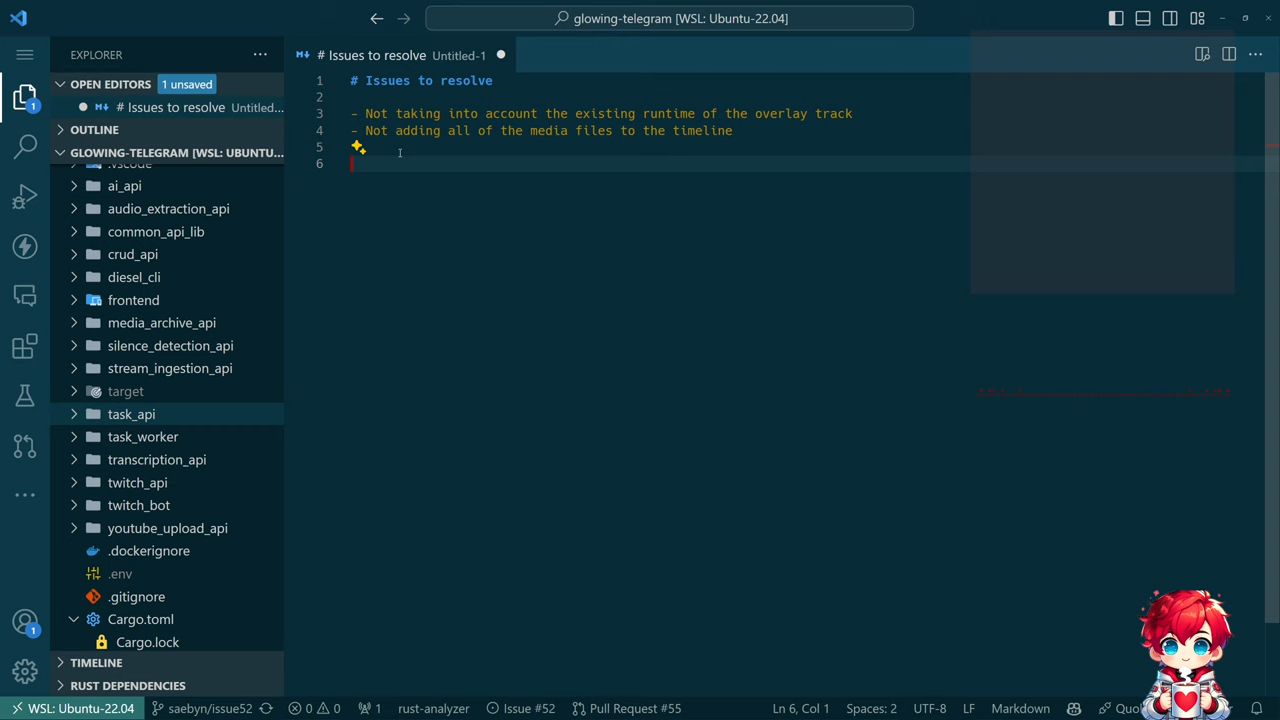 glowing-telegram [WSL: Ubuntu-22.04]
EXPLORER
# Issues to resolve Untitled-1
OPEN EDITORS 1 unsaved
# Issues to resolve Untitled...
OUTLINE
GLOWING-TELEGRAM [WSL: UBUNTU...
.vscode
ai_api
audio_extraction_api
common_api_lib
crud_api
diesel_cli
frontend
media_archive_api
silence_detection_api
stream_ingestion_api
target
task_api
task_worker
transcription_api
twitch_api
twitch_bot
youtube_upload_api
.dockerignore
.env
.gitignore
Cargo.toml
Cargo.lock
TIMELINE
RUST DEPENDENCIES
1
1
1 # Issues to resolve
2
3 - Not taking into account the existing runtime of the overlay track
4 - Not adding all of the media files to the timeline
5
6
WSL: Ubuntu-22.04 saebyn/issue52 0 0 1 rust-analyzer Issue #52 Pull Request #55 Ln 6, Col 1 Spaces: 2 UTF-8 LF Markdown